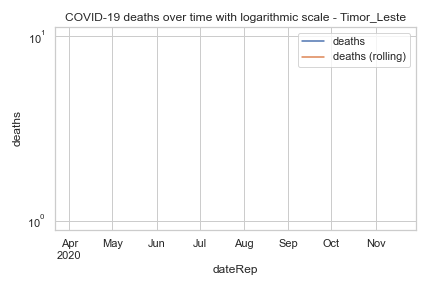 COVID-19 deaths over time with logarithmic scale - Timor_Leste
deaths
deaths (rolling)
10¹
deaths
10⁰
Apr May Jun Jul Aug Sep Oct Nov
2020
dateRep